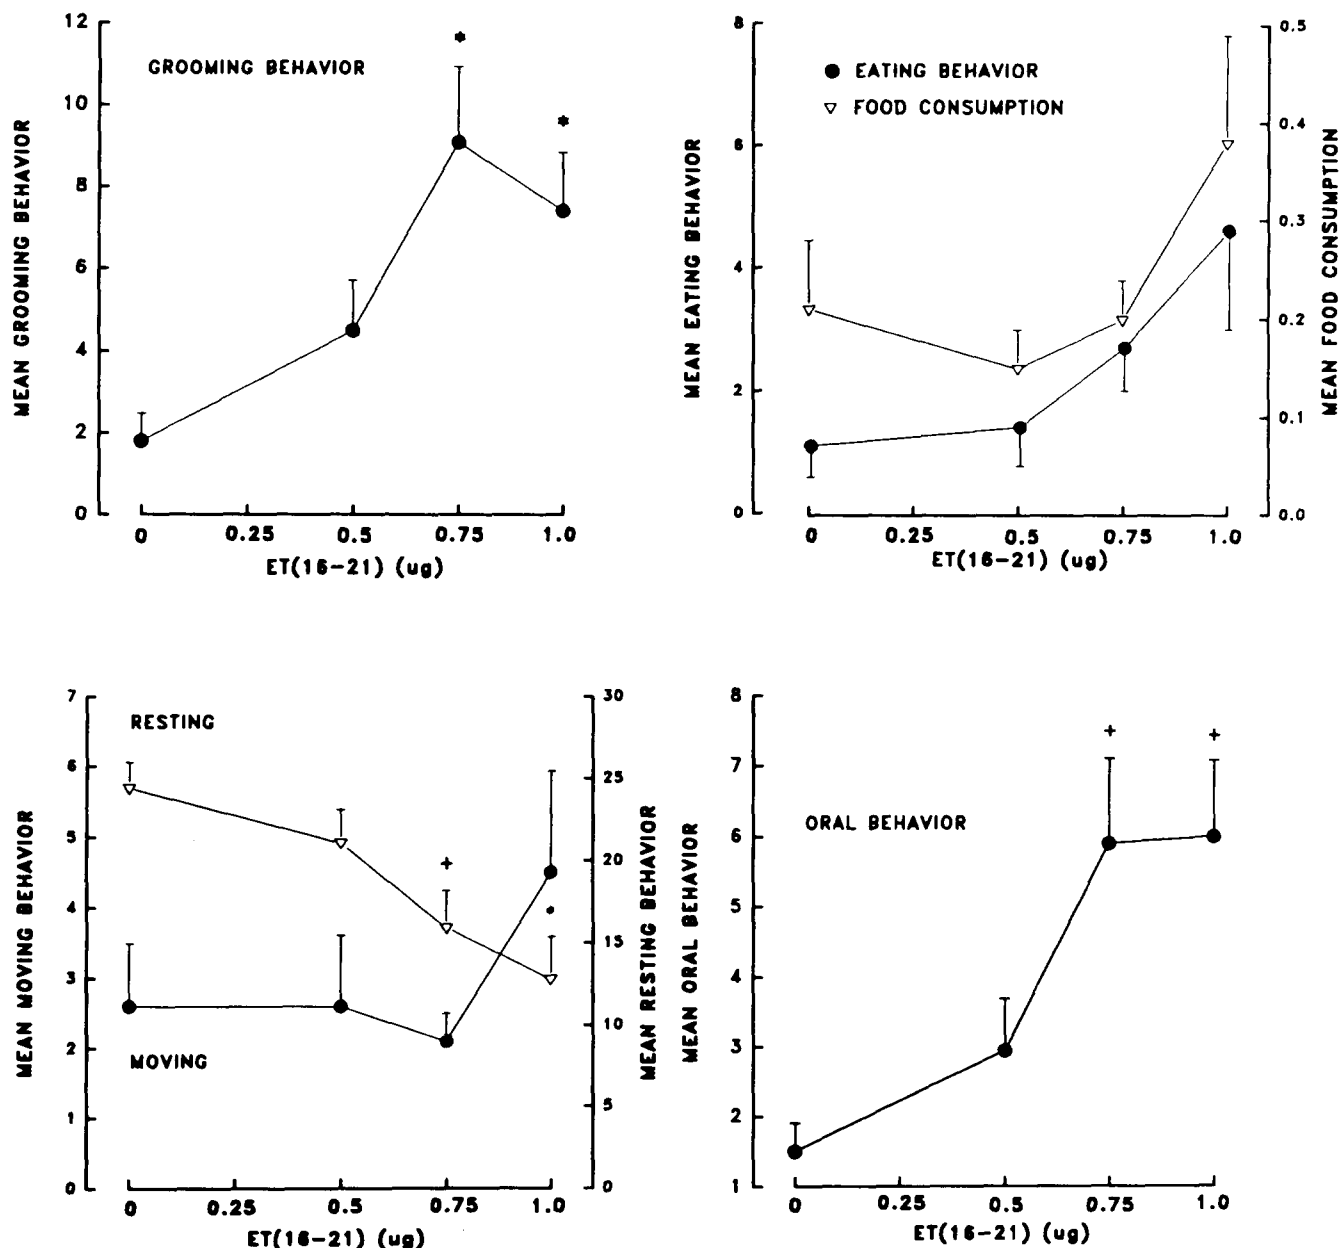 12
10
8
6
4
2
0
MEAN GROOMING BEHAVIOR
GROOMING BEHAVIOR
*
*
0 0.25 0.5 0.75 1.0
ET(16-21) (ug)
8
6
4
2
0
MEAN EATING BEHAVIOR
● EATING BEHAVIOR
▽ FOOD CONSUMPTION
0.5
0.4
0.3
0.2
0.1
0.0
MEAN FOOD CONSUMPTION
0 0.25 0.5 0.75 1.0
ET(16-21) (ug)
7
6
5
4
3
2
1
0
MEAN MOVING BEHAVIOR
RESTING
+
*
MOVING
30
25
20
15
10
5
0
MEAN RESTING BEHAVIOR
0 0.25 0.5 0.75 1.0
ET(16-21) (ug)
8
7
6
5
4
3
2
1
MEAN ORAL BEHAVIOR
ORAL BEHAVIOR
+
+
0 0.25 0.5 0.75 1.0
ET(16-21) (ug)